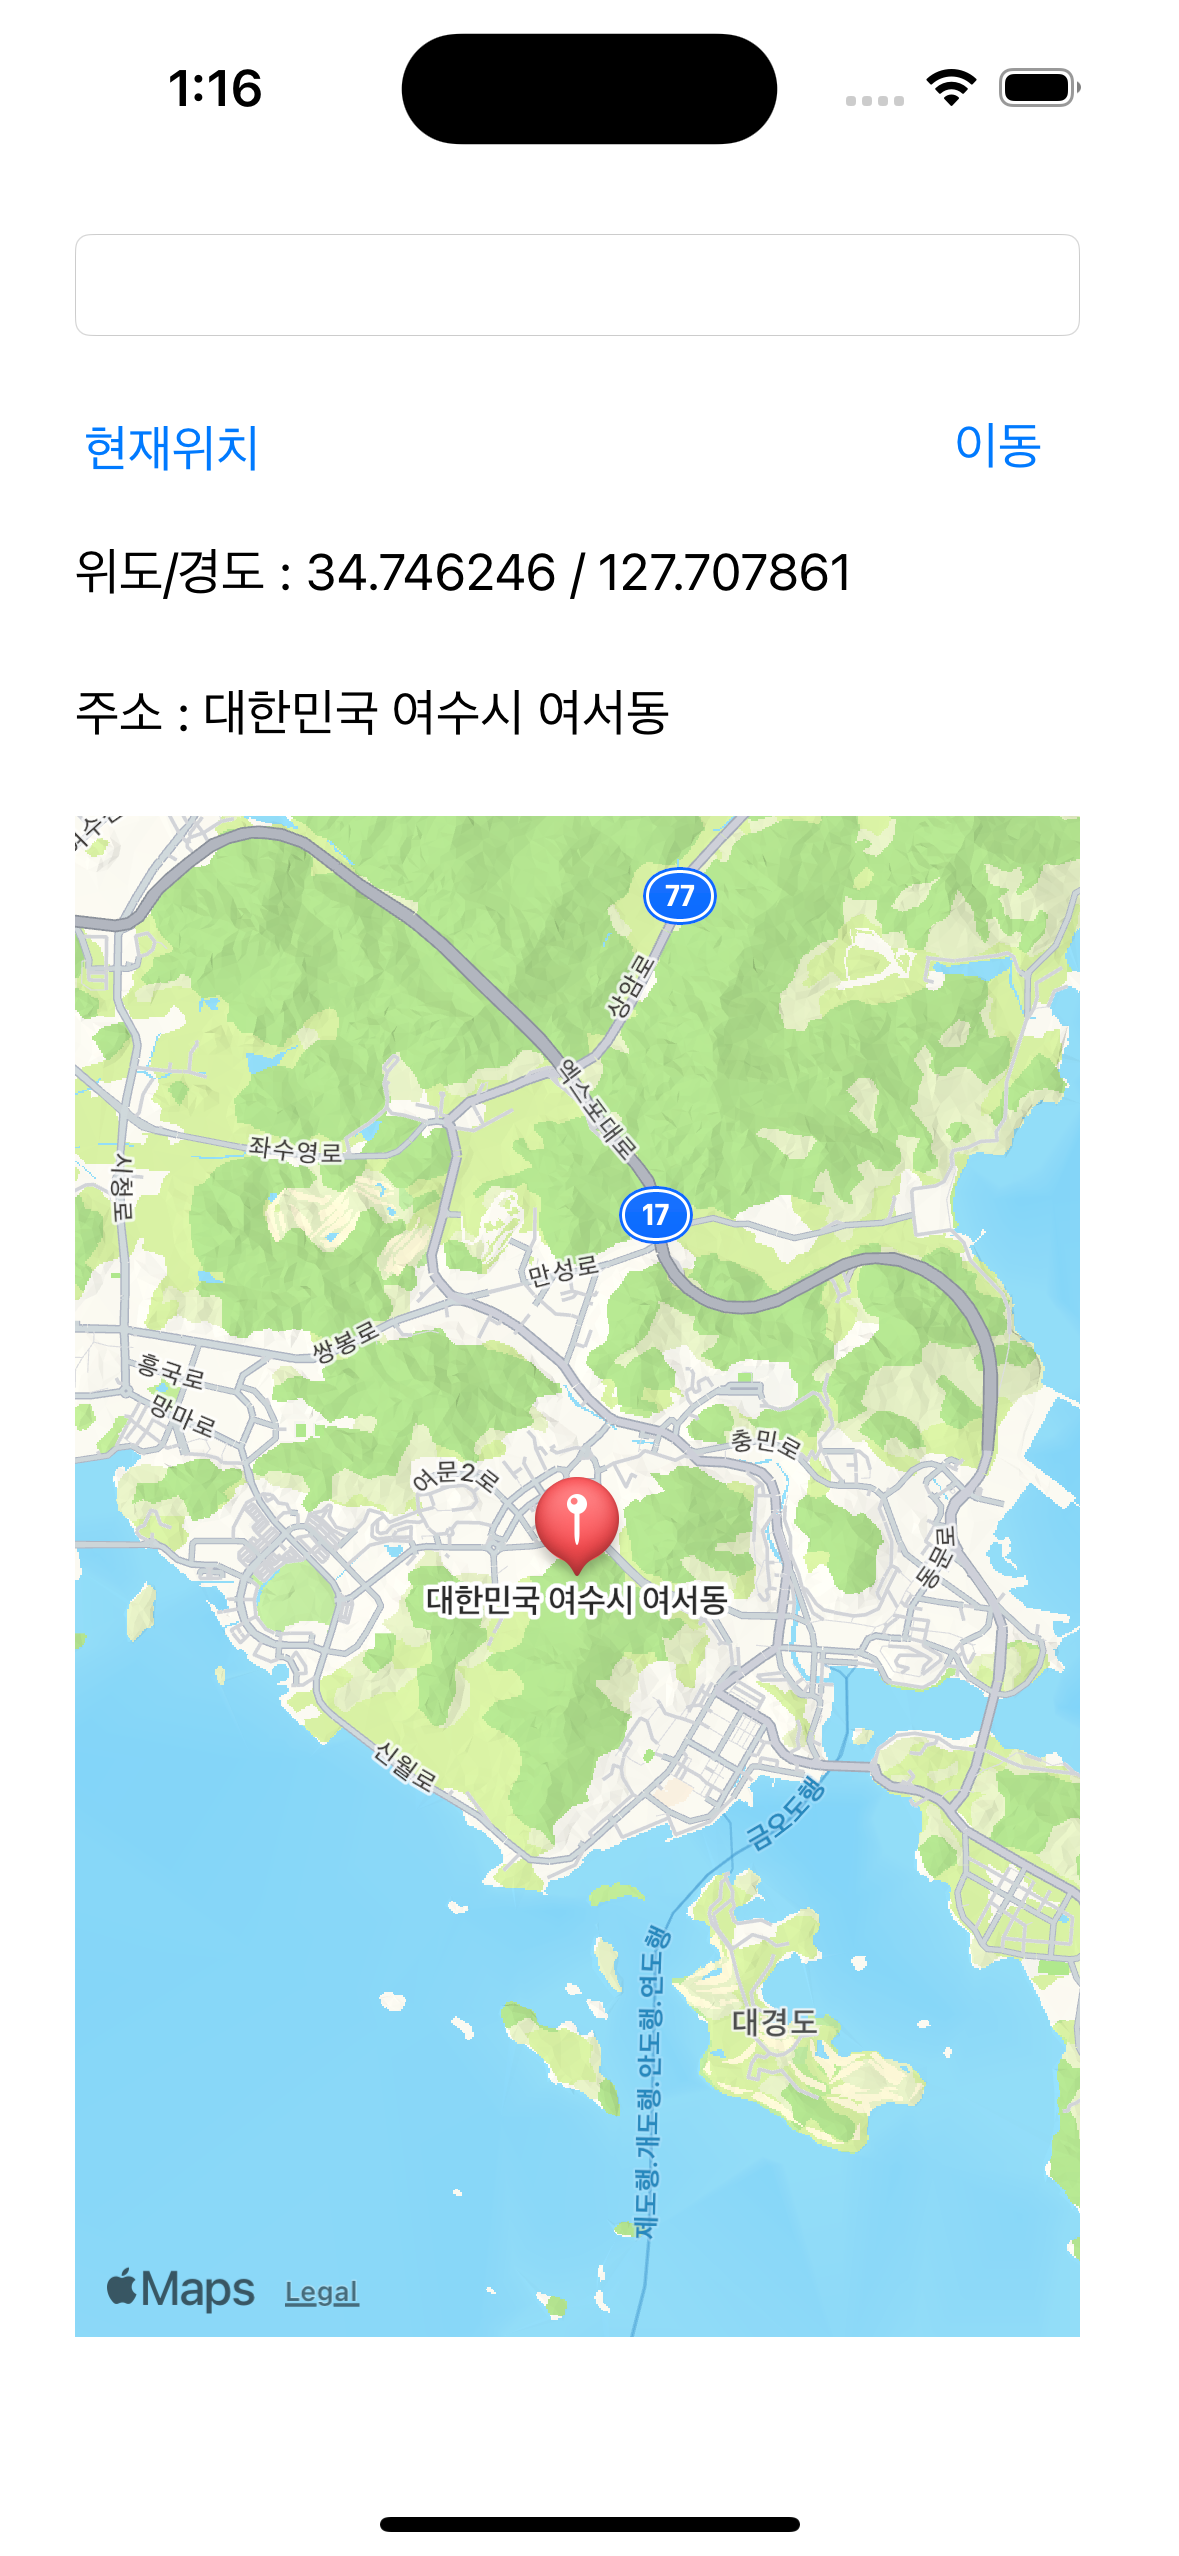 1:16
현재위치
이동
위도/경도 : 34.746246 / 127.707861
주소 : 대한민국 여수시 여서동
77
상암로
엑스포대로
좌수영로
시청로
17
만성로
쌍봉로
흥국로
망마로
충민로
여문2로
동문로
대한민국 여수시 여서동
신월로
금오도행
제도행·개도행·안도행·연도행
대경도
Maps
Legal